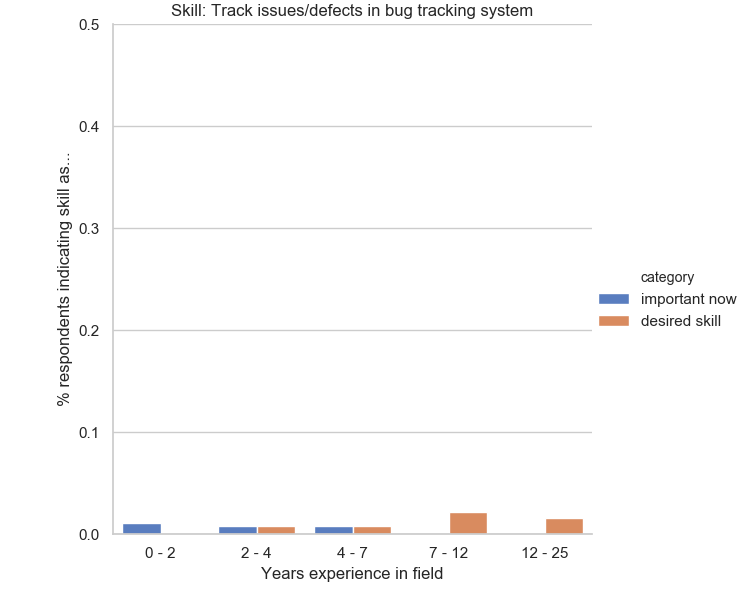 Skill: Track issues/defects in bug tracking system
0.5
0.4
0.3
0.2
0.1
0.0
% respondents indicating skill as...
0 - 2
2 - 4
4 - 7
7 - 12
12 - 25
Years experience in field
category
important now
desired skill